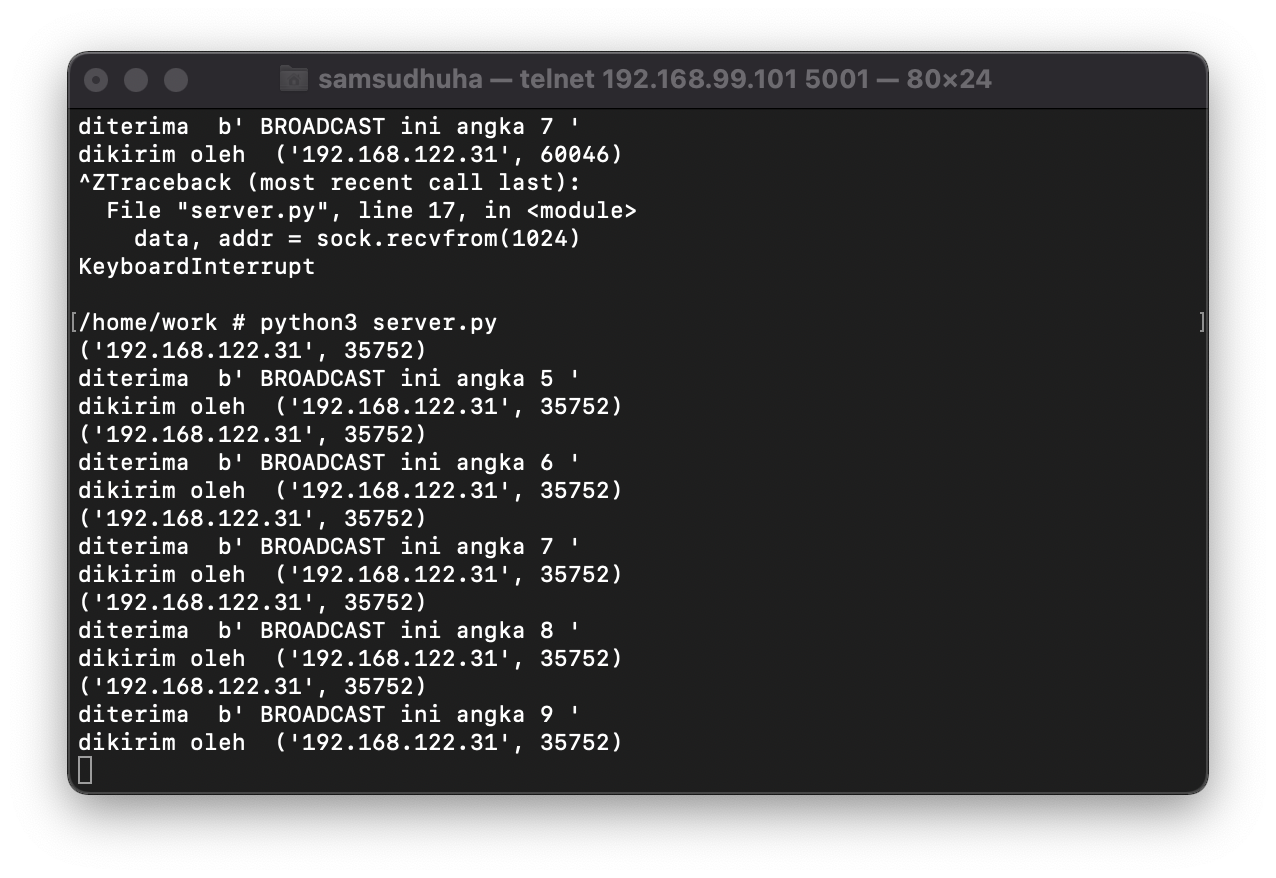 samsudhuha — telnet 192.168.99.101 5001 — 80×24
diterima  b' BROADCAST ini angka 7 '
dikirim oleh  ('192.168.122.31', 60046)
^ZTraceback (most recent call last):
  File "server.py", line 17, in <module>
    data, addr = sock.recvfrom(1024)
KeyboardInterrupt
[/home/work # python3 server.py ]
('192.168.122.31', 35752)
diterima  b' BROADCAST ini angka 5 '
dikirim oleh  ('192.168.122.31', 35752)
('192.168.122.31', 35752)
diterima  b' BROADCAST ini angka 6 '
dikirim oleh  ('192.168.122.31', 35752)
('192.168.122.31', 35752)
diterima  b' BROADCAST ini angka 7 '
dikirim oleh  ('192.168.122.31', 35752)
('192.168.122.31', 35752)
diterima  b' BROADCAST ini angka 8 '
dikirim oleh  ('192.168.122.31', 35752)
('192.168.122.31', 35752)
diterima  b' BROADCAST ini angka 9 '
dikirim oleh  ('192.168.122.31', 35752)